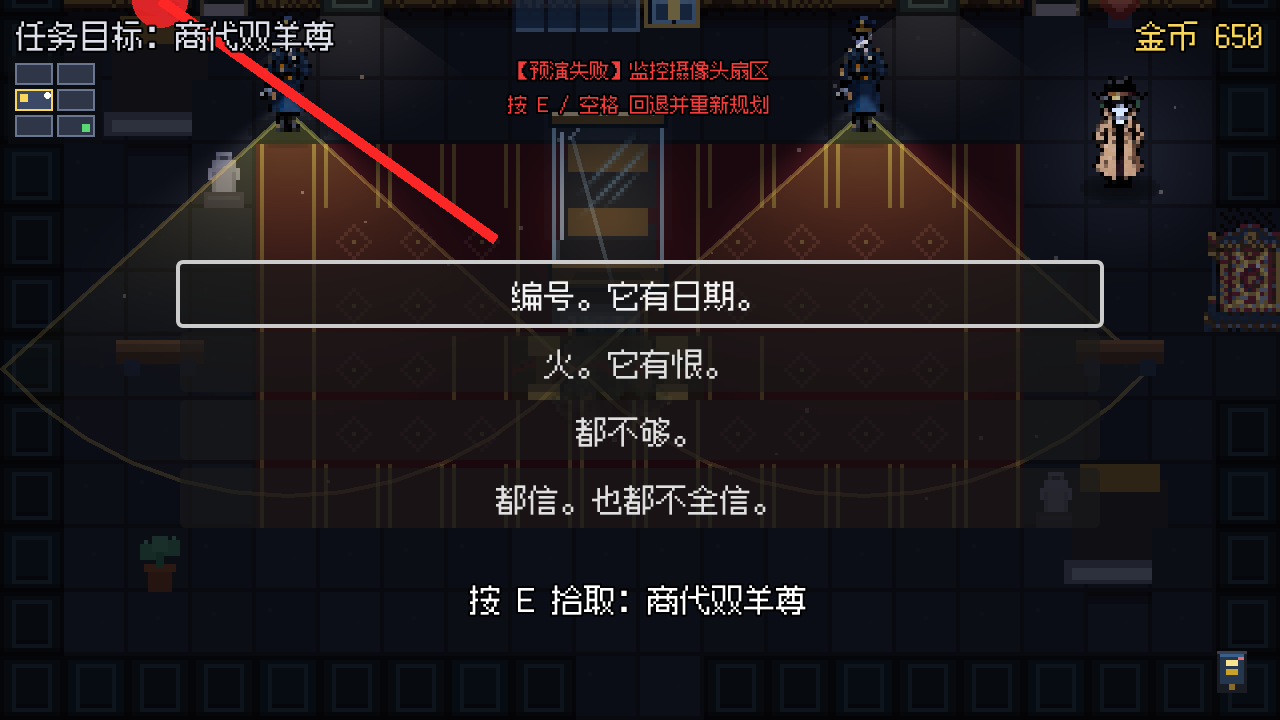 任务目标：商代双羊尊
金币 650
【预演失败】监控摄像头扇区
按 E / 空格 回退并重新规划
编号。它有日期。
火。它有恨。
都不够。
都信。也都不全信。
按 E 拾取：商代双羊尊